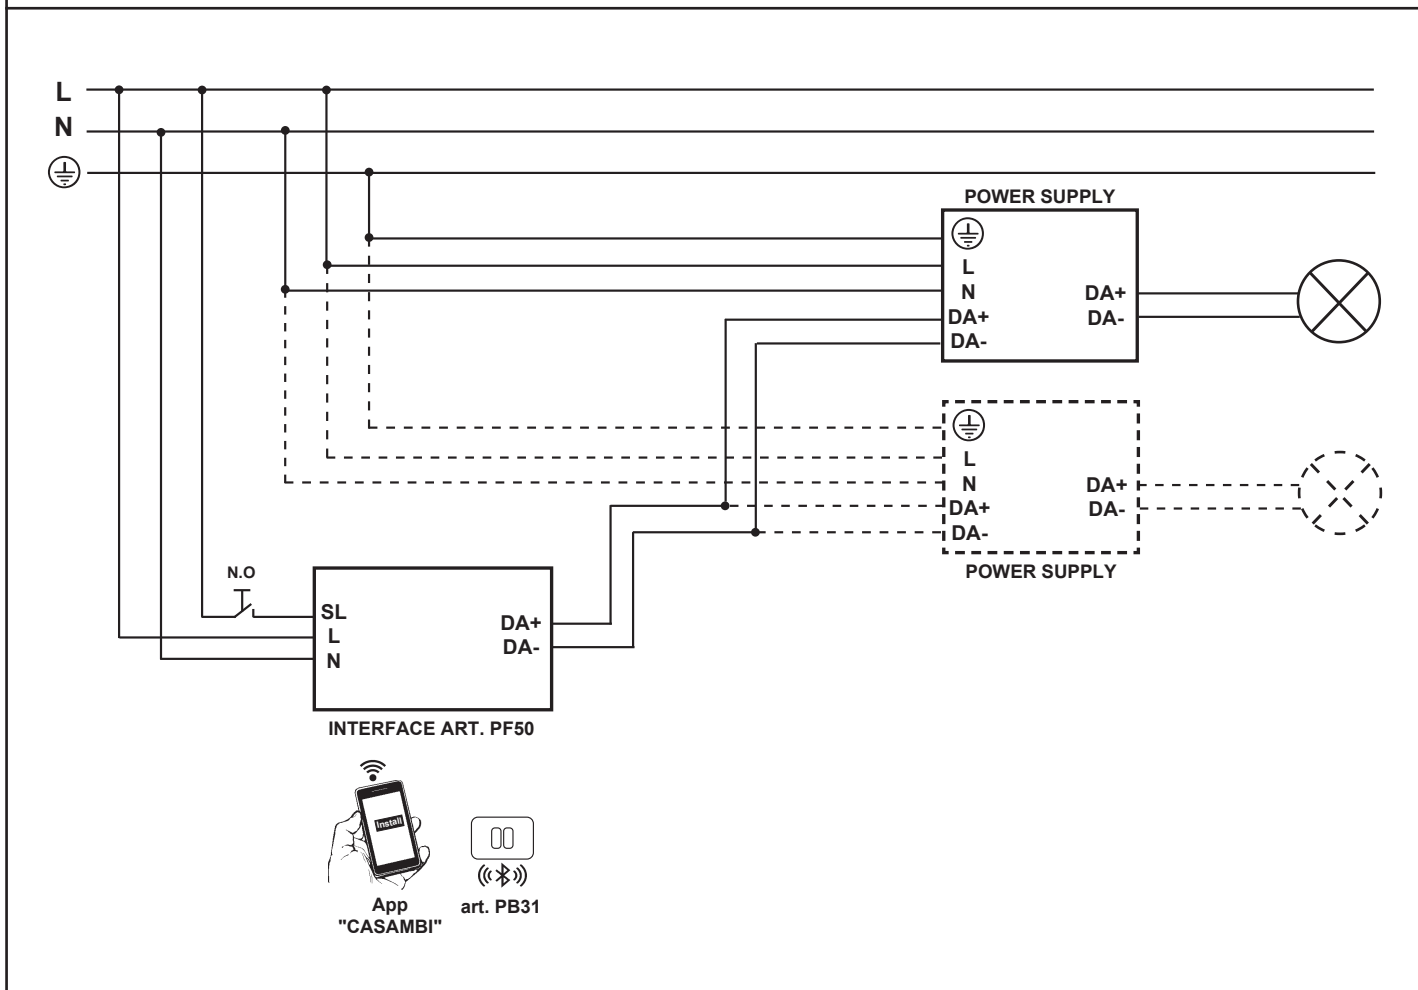 L
N
POWER SUPPLY
L
N
DA+
DA-
DA+
DA-
L
N
DA+
DA-
DA+
DA-
POWER SUPPLY
N.O
SL
L
N
DA+
DA-
INTERFACE ART. PF50
Install
App
"CASAMBI"
art. PB31